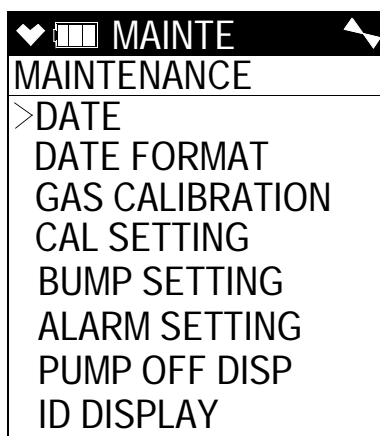 MAINTE
MAINTENANCE
>DATE
DATE FORMAT
GAS CALIBRATION
CAL SETTING
BUMP SETTING
ALARM SETTING
PUMP OFF DISP
ID DISPLAY